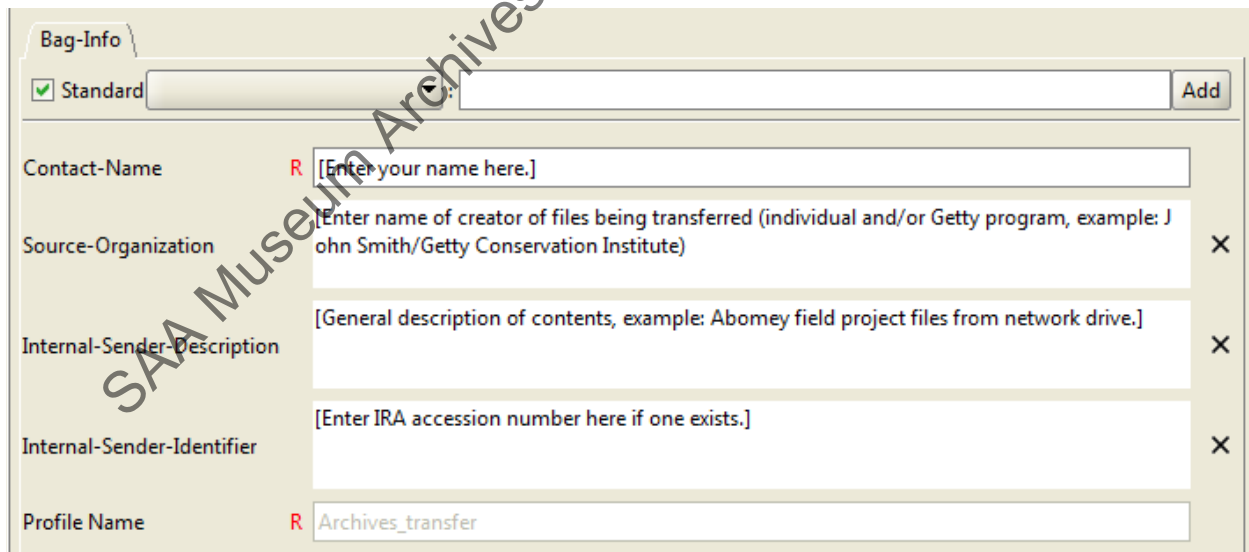 Bag-Info
Standard : Add
Contact-Name R [Enter your name here.]
[Enter name of creator of files being transferred (individual and/or Getty program, example: J
Source-Organization ohn Smith/Getty Conservation Institute)
[General description of contents, example: Abomey field project files from network drive.]
Internal-Sender-Description
[Enter IRA accession number here if one exists.]
Internal-Sender-Identifier
Profile Name R Archives_transfer
SAA Museum Archives